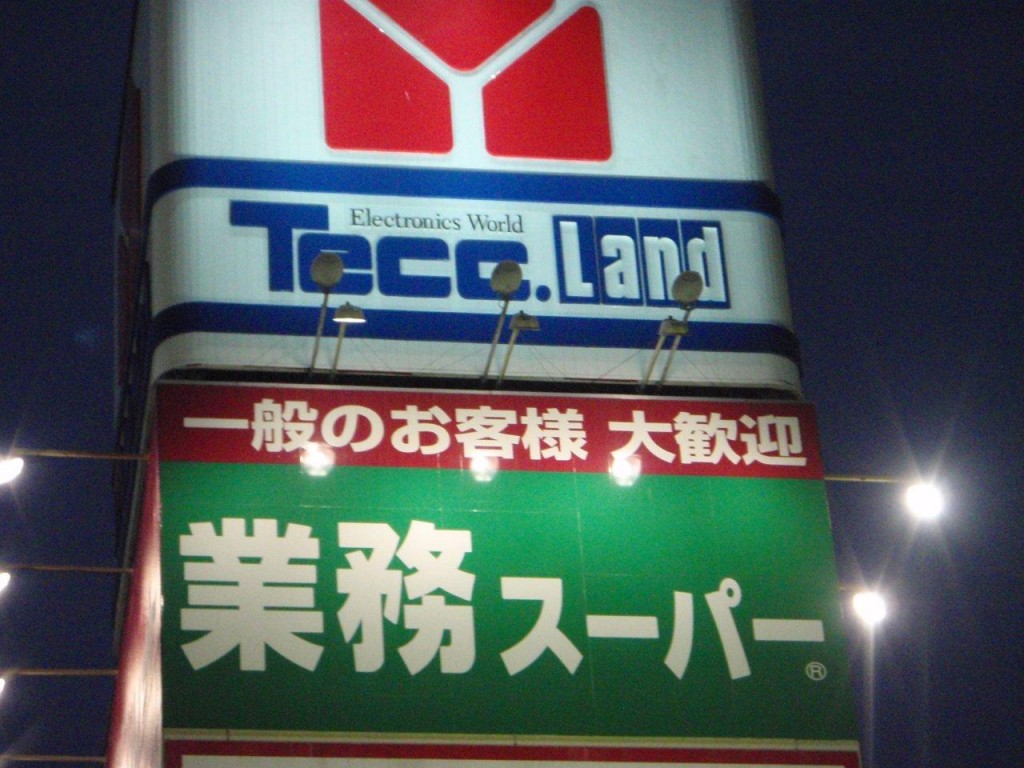 Electronics World
Tecc.Land
一般のお客様 大歓迎
業務スーパー
®